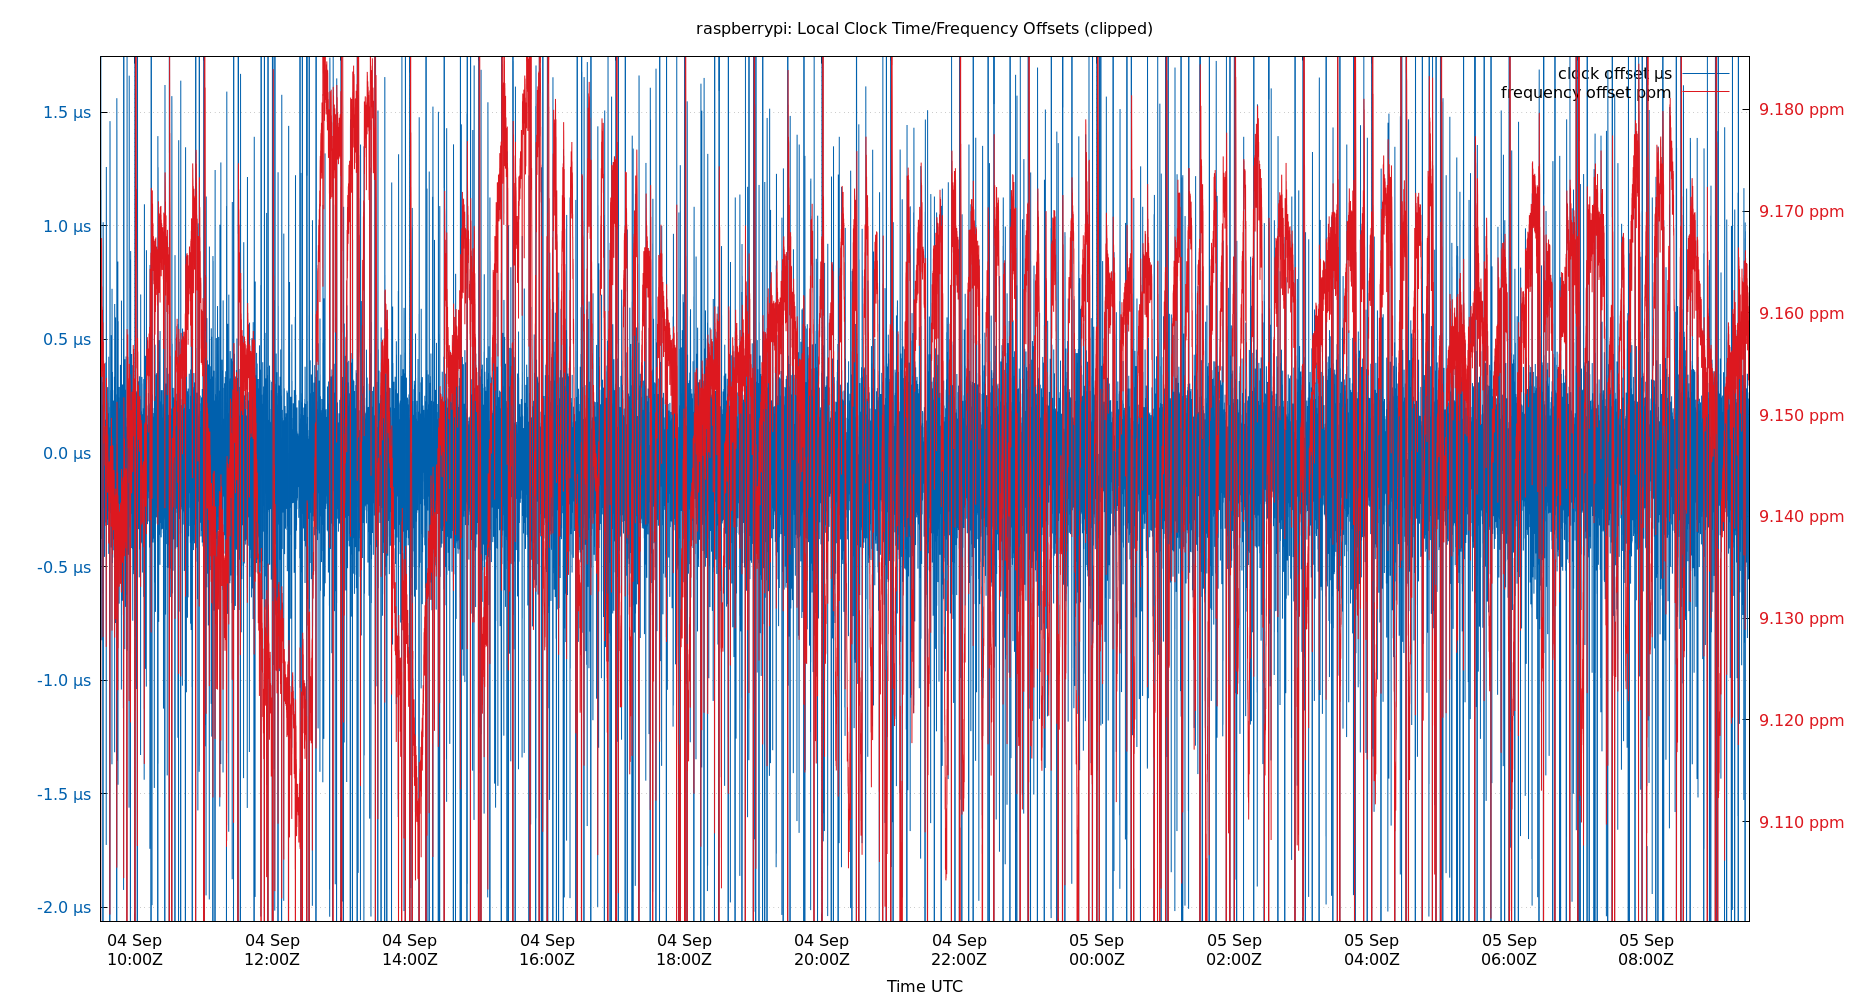 raspberrypi: Local Clock Time/Frequency Offsets (clipped)
clock offset µs
frequency offset ppm
1.5 µs
1.0 µs
0.5 µs
0.0 µs
-0.5 µs
-1.0 µs
-1.5 µs
-2.0 µs
9.180 ppm
9.170 ppm
9.160 ppm
9.150 ppm
9.140 ppm
9.130 ppm
9.120 ppm
9.110 ppm
04 Sep 04 Sep 04 Sep 04 Sep 04 Sep 04 Sep 04 Sep 05 Sep 05 Sep 05 Sep 05 Sep 05 Sep
10:00Z 12:00Z 14:00Z 16:00Z 18:00Z 20:00Z 22:00Z 00:00Z 02:00Z 04:00Z 06:00Z 08:00Z
Time UTC